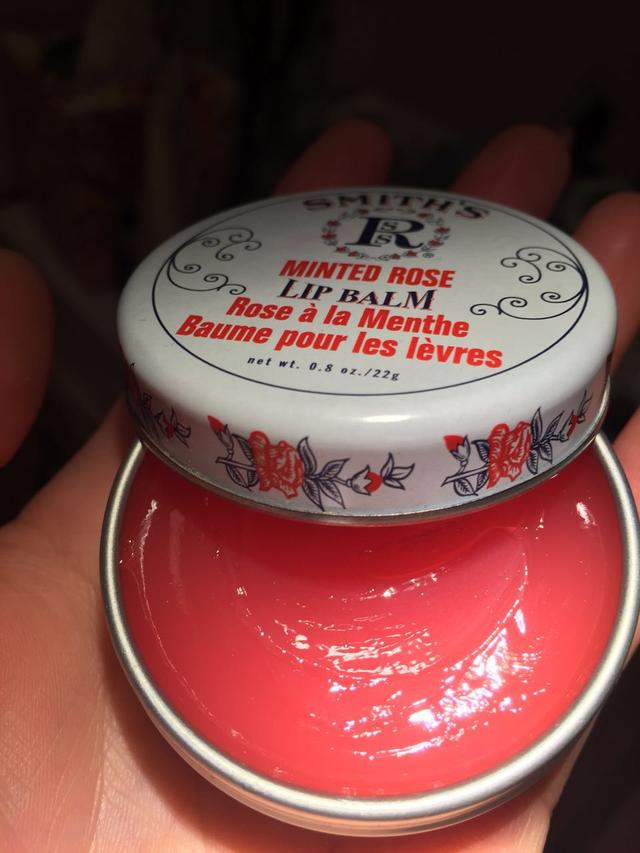 SMITH'S
R
S
S
®
MINTED ROSE
LIP BALM
Rose à la Menthe
Baume pour les lèvres
net wt. 0.8 oz./22g